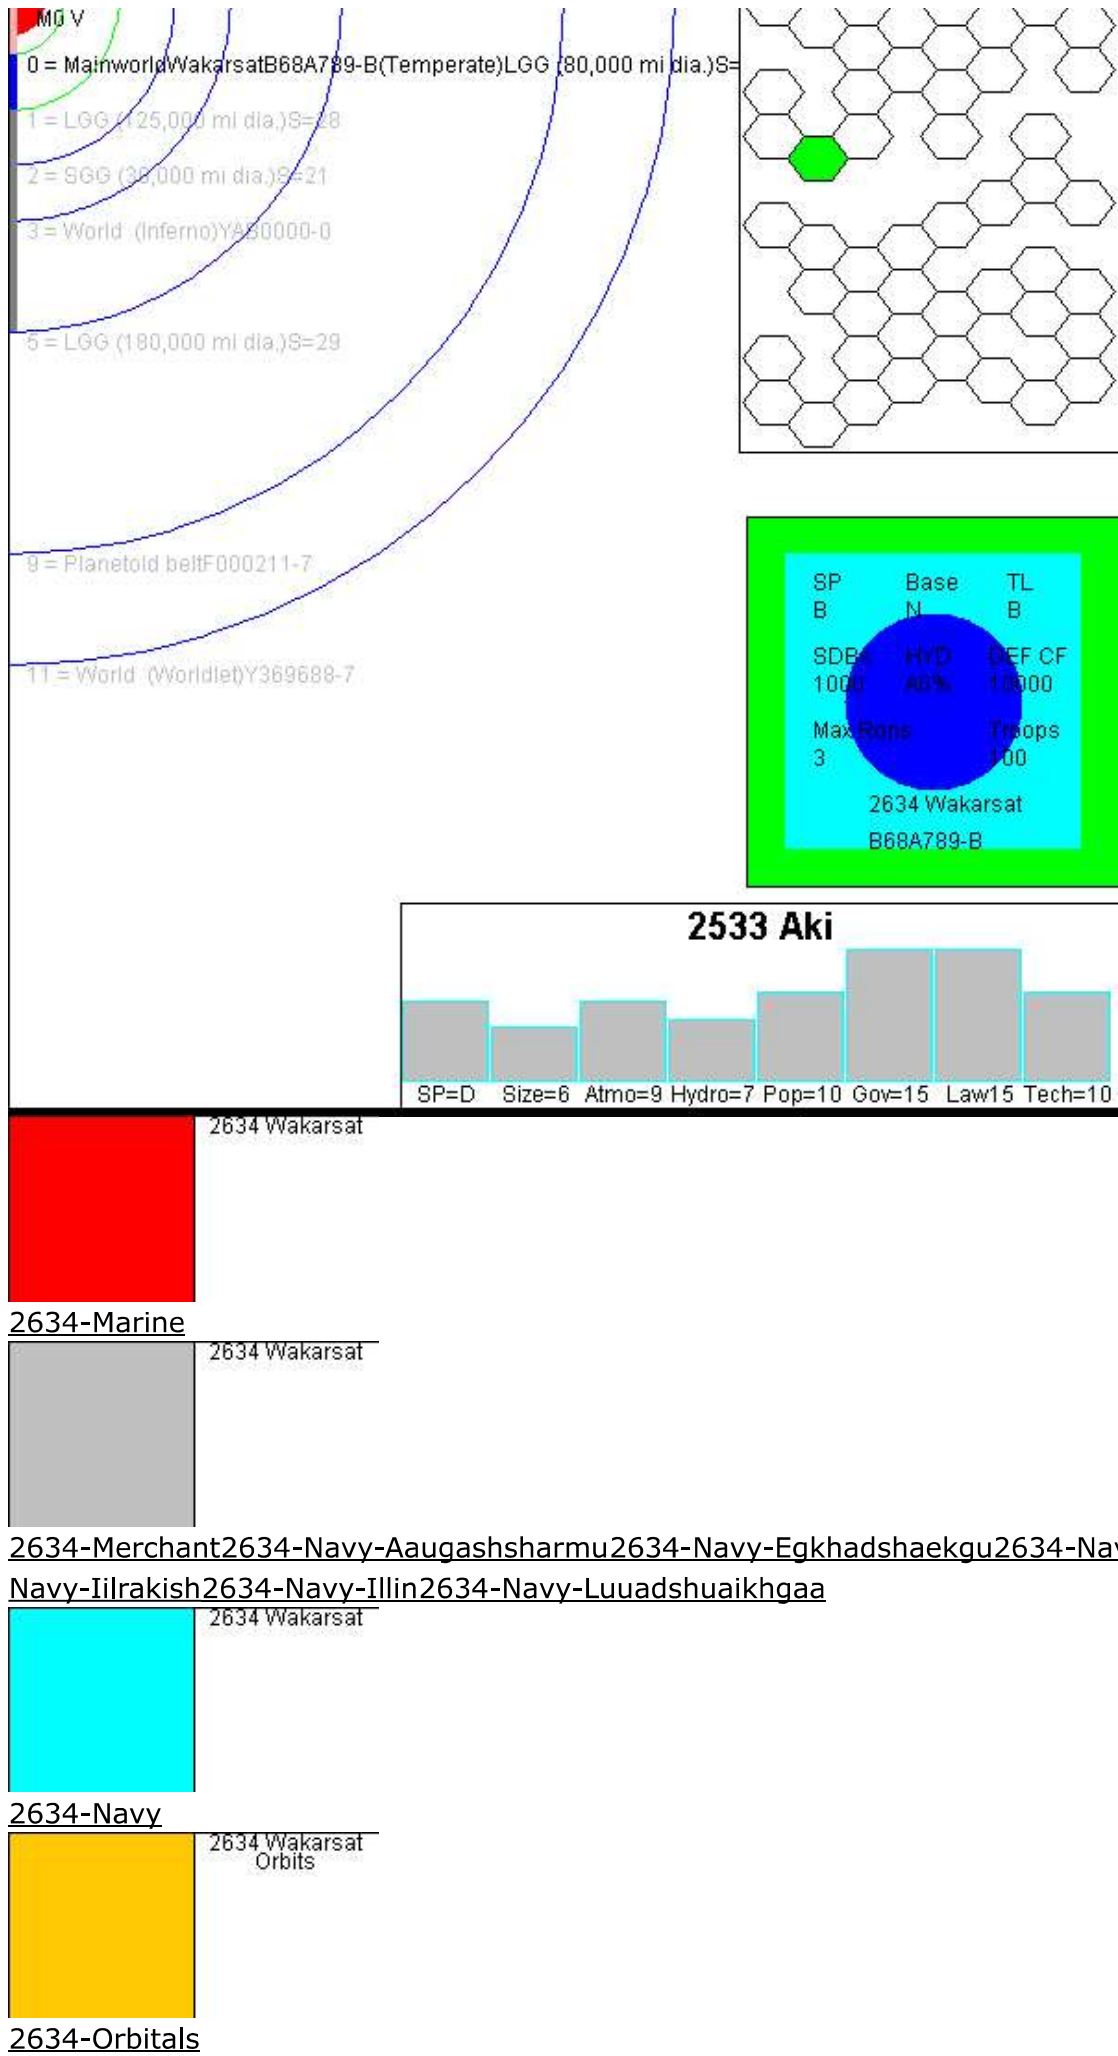 M0 V
0 = MainworldWakarsatB68A789-B(Temperate)LGG (80,000 mi dia.)S=
1 = LGG (125,000 mi dia.)S=28
2 = SGG (30,000 mi dia.)S=21
3 = World (Inferno)YAB0000-0
5 = LGG (180,000 mi dia.)S=29
9 = Planetoid beltF000211-7
11 = World (Worldlet)Y369688-7
SP Base TL
B N B
HYD DEF CF
1000 10000
Max Rons Troops
3 100
2634 Wakarsat
B68A789-B
2533 Aki
SP=D Size=6 Atmo=9 Hydro=7 Pop=10 Gov=15 Law15 Tech=10
2634 Wakarsat
2634-Marine
2634 Wakarsat
2634-Merchant2634-Navy-Aaugashsharmu2634-Navy-Egkhadshaekgu2634-Nav
Navy-Iilrakish2634-Navy-Illin2634-Navy-Luuadshuaikhgaa
2634 Wakarsat
2634-Navy
2634 Wakarsat
Orbits
2634-Orbitals